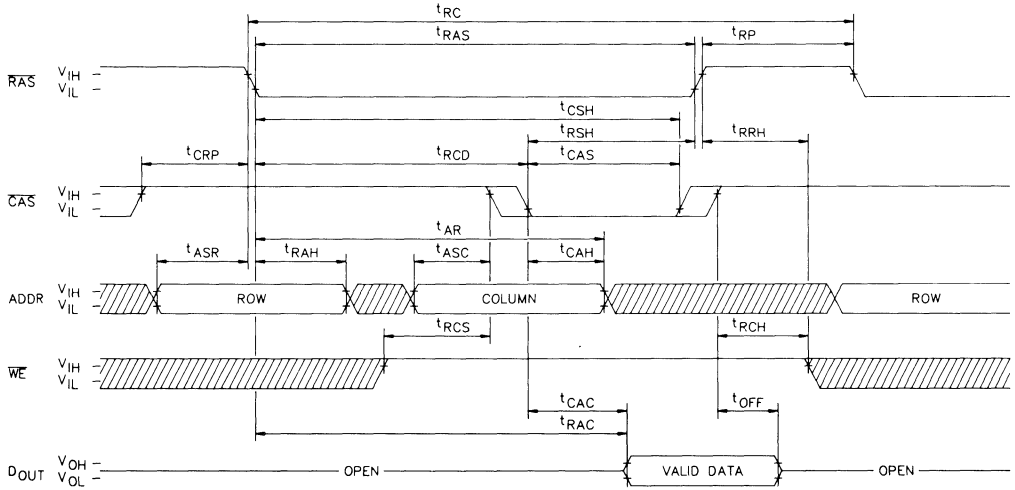 tRC
tRAS tRP
RAS VIH
VIL
tCSH
tRSH tRRH
tCRP tRCD tCAS
CAS VIH
VIL
tAR
tASR tRAH tASC tCAH
ADDR VIH
VIL
ROW COLUMN ROW
tRCS tRCH
WE VIH
VIL
tCAC tOFF
tRAC
DOUT VOH
VOL
OPEN VALID DATA OPEN